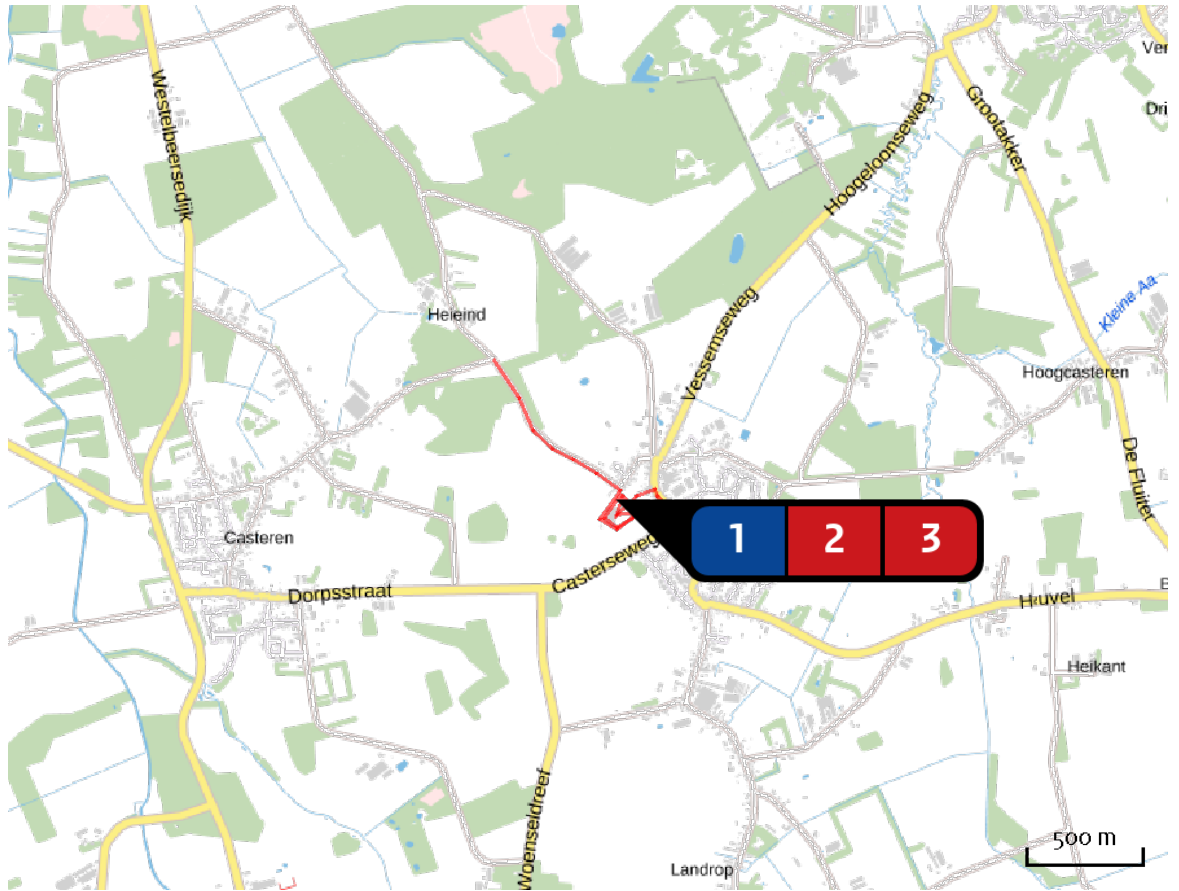 Ver
Westelbeersedijk
Grootakker
Hoogeloonseweg
Dri
Kleine Aa
Heieind
Vessemseweg
Hoogcasteren
De Fluiter
1 2 3
Casteren
Casterseweg
Dorpsstraat
Heuvel
Heikant
Woenseldreef
500 m
Landrop